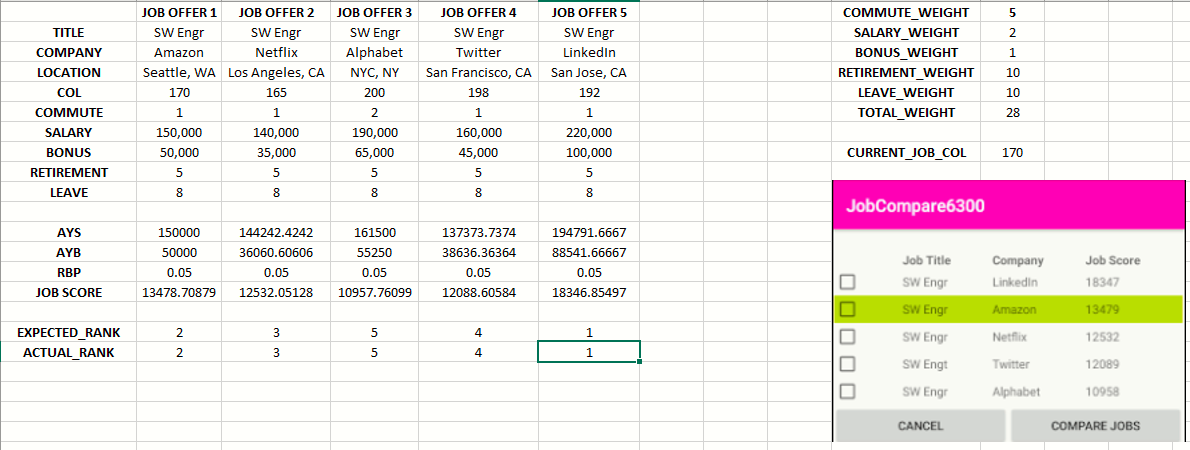 JOB OFFER 1 JOB OFFER 2 JOB OFFER 3 JOB OFFER 4 JOB OFFER 5
TITLE SW Engr SW Engr SW Engr SW Engr SW Engr
COMPANY Amazon Netflix Alphabet Twitter LinkedIn
LOCATION Seattle, WA Los Angeles, CA NYC, NY San Francisco, CA San Jose, CA
COL 170 165 200 198 192
COMMUTE 1 1 2 1 1
SALARY 150,000 140,000 190,000 160,000 220,000
BONUS 50,000 35,000 65,000 45,000 100,000
RETIREMENT 5 5 5 5 5
LEAVE 8 8 8 8 8
AYS 150000 144242.4242 161500 137373.7374 194791.6667
AYB 50000 36060.60606 55250 38636.36364 88541.66667
RBP 0.05 0.05 0.05 0.05 0.05
JOB SCORE 13478.70879 12532.05128 10957.76099 12088.60584 18346.85497
EXPECTED_RANK 2 3 5 4 1
ACTUAL_RANK 2 3 5 4 1
COMMUTE_WEIGHT 5
SALARY_WEIGHT 2
BONUS_WEIGHT 1
RETIREMENT_WEIGHT 10
LEAVE_WEIGHT 10
TOTAL_WEIGHT 28
CURRENT_JOB_COL 170
JobCompare6300
Job Title Company Job Score
SW Engr LinkedIn 18347
SW Engr Amazon 13479
SW Engr Netflix 12532
SW Engt Twitter 12089
SW Engr Alphabet 10958
CANCEL COMPARE JOBS